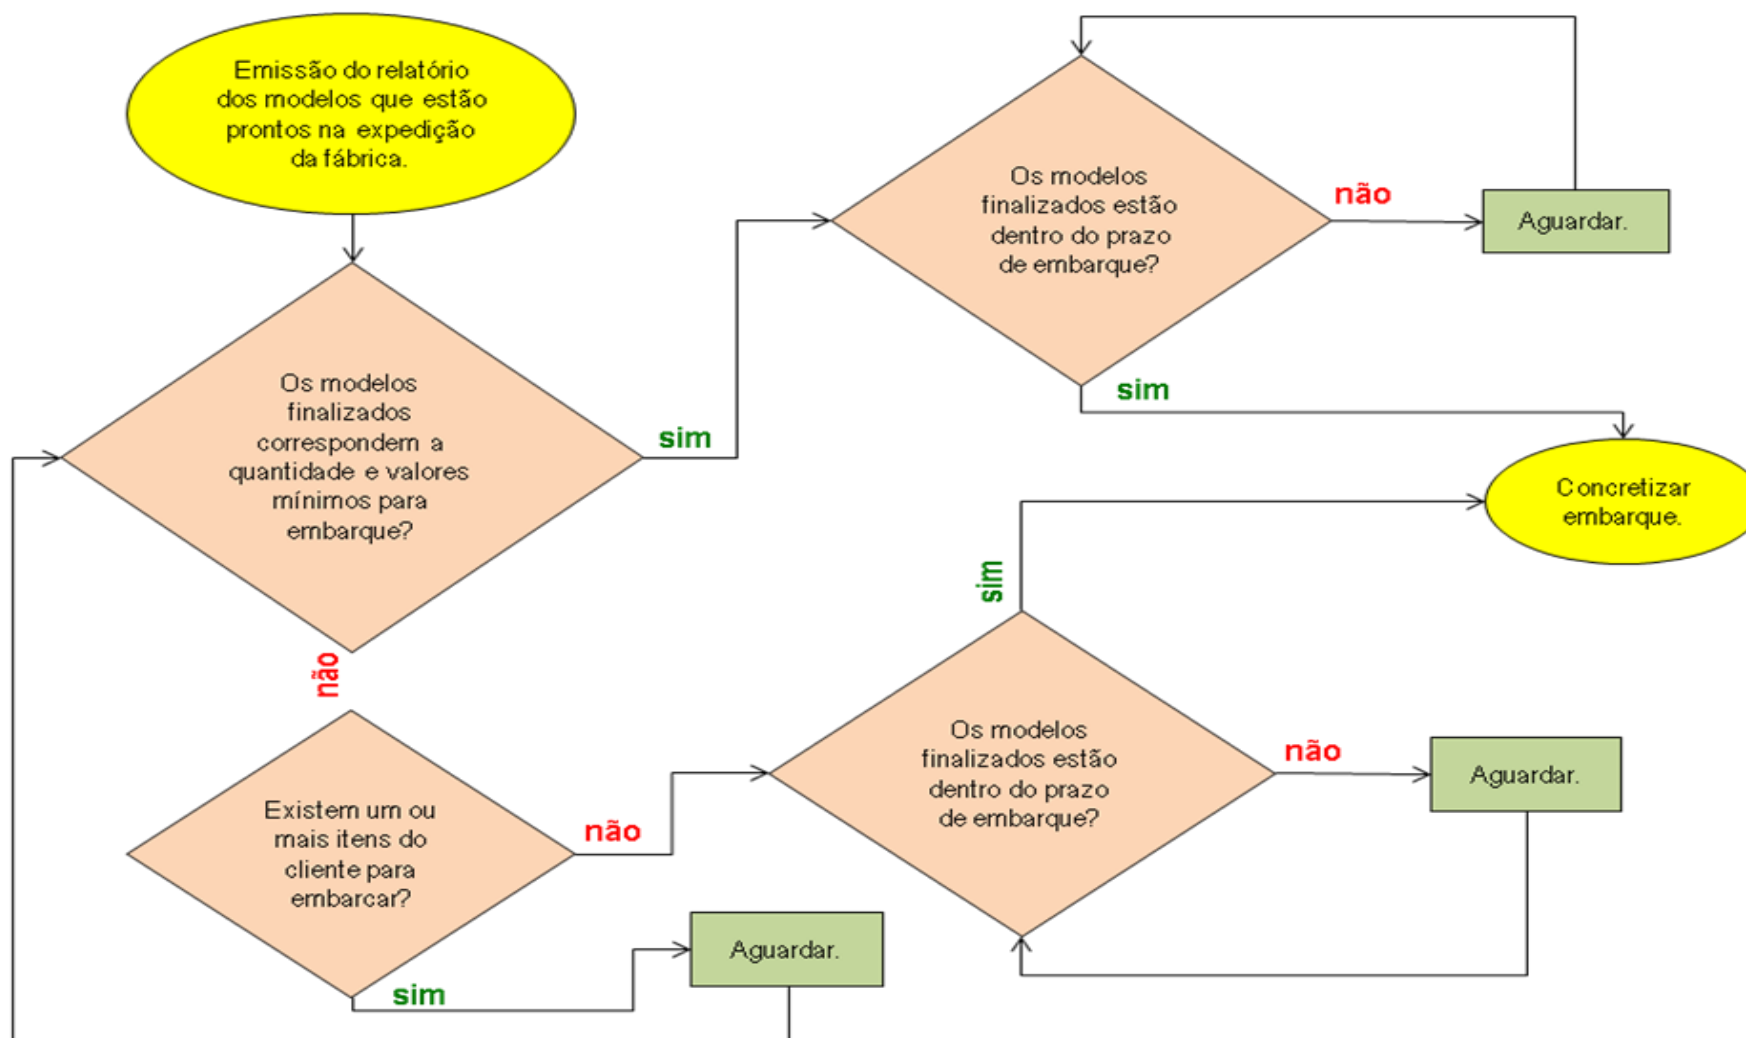 Emissão do relatório
dos modelos que estão
prontos na expedição
da fábrica.
Os modelos
finalizados estão
dentro do prazo
de embarque?
não
Aguardar.
sim
Os modelos
finalizados
correspondem a
quantidade e valores
mínimos para
embarque?
sim
Concretizar
embarque.
não
sim
Os modelos
finalizados estão
dentro do prazo
de embarque?
não
Aguardar.
Existem um ou
mais itens do
cliente para
embarcar?
não
sim
Aguardar.